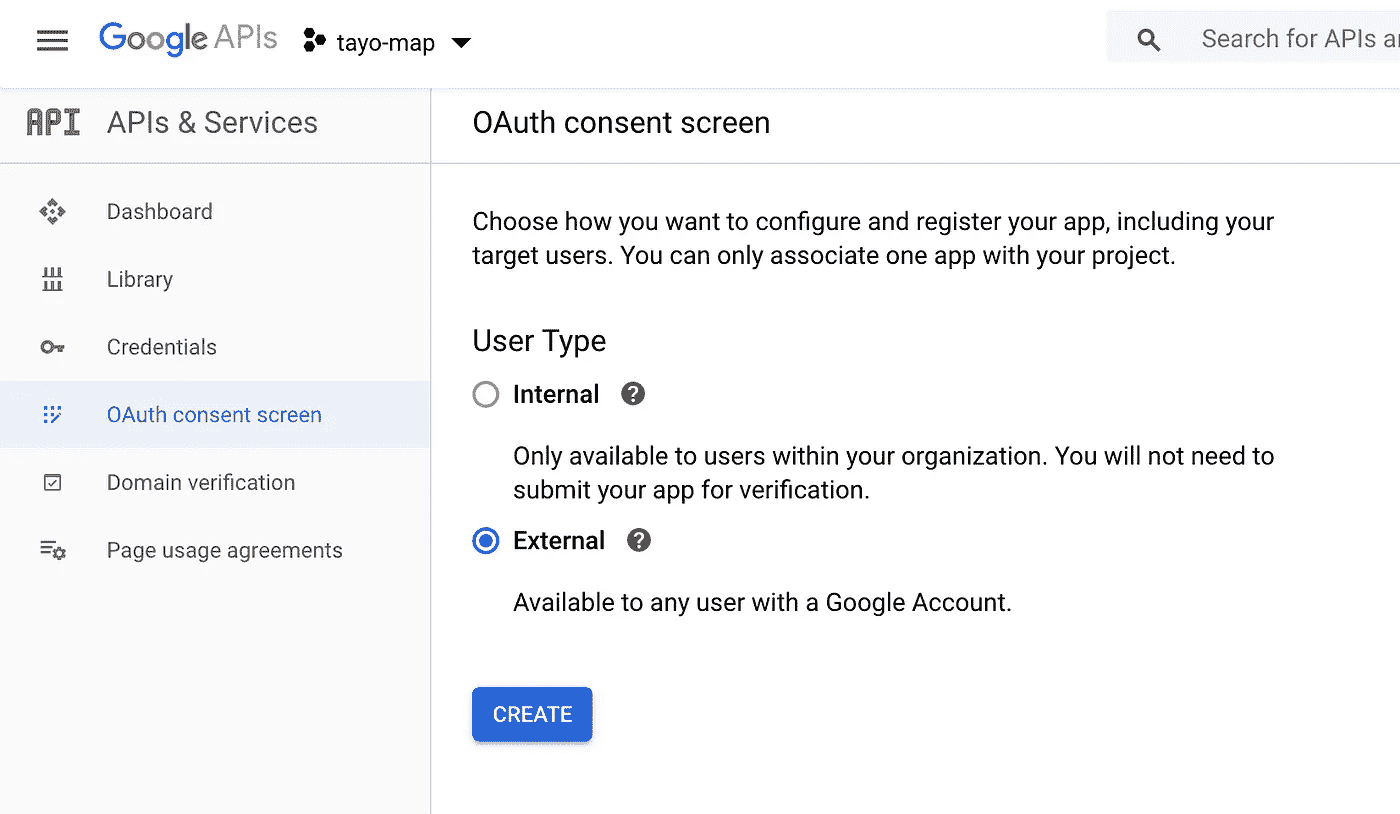 Google APIs
tayo-map
Search for APIs
API APIs & Services
OAuth consent screen
Dashboard
Library
Credentials
OAuth consent screen
Domain verification
Page usage agreements
Choose how you want to configure and register your app, including your
target users. You can only associate one app with your project.
User Type
Internal
Only available to users within your organization. You will not need to
submit your app for verification.
External
Available to any user with a Google Account.
CREATE